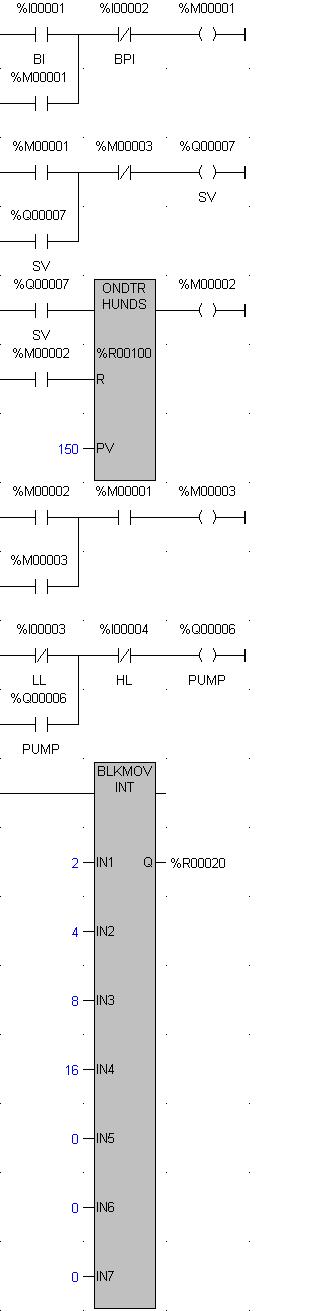 %I00001 %I00002 %M00001
BI BPI
%M00001
%M00001 %M00003 %Q00007
SV
%Q00007
SV
%Q00007 ONDTR %M00002
HUNDS
SV
%M00002 %R00100
R
150 PV
%M00002 %M00001 %M00003
%M00003
%I00003 %I00004 %Q00006
LL HL PUMP
%Q00006
PUMP
BLKMOV
INT
2 IN1 Q %R00020
4 IN2
8 IN3
16 IN4
0 IN5
0 IN6
0 IN7